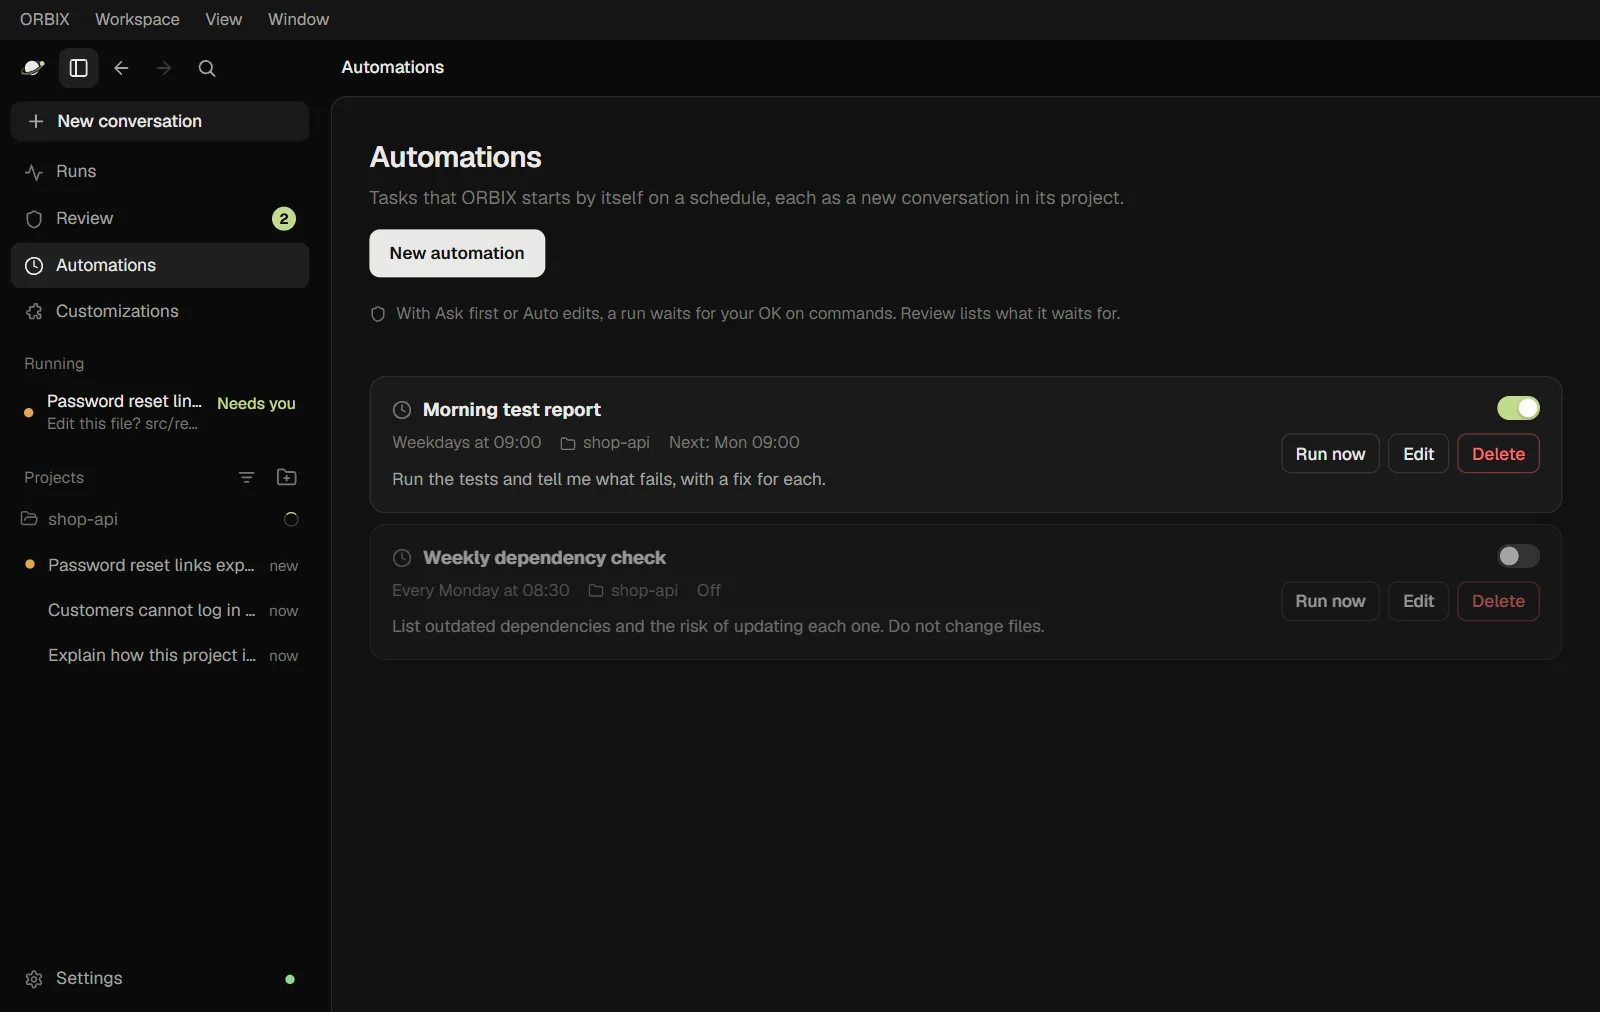 ORBIX Workspace View Window
Automations
New conversation
Runs
Review 2
Automations
Customizations
Running
Password reset lin... Needs you
Edit this file? src/re...
Projects
shop-api
Password reset links exp... new
Customers cannot log in ... now
Explain how this project i... now
Settings
Automations
Tasks that ORBIX starts by itself on a schedule, each as a new conversation in its project.
New automation
With Ask first or Auto edits, a run waits for your OK on commands. Review lists what it waits for.
Morning test report
Weekdays at 09:00 shop-api Next: Mon 09:00
Run the tests and tell me what fails, with a fix for each.
Run now Edit Delete
Weekly dependency check
Every Monday at 08:30 shop-api Off
List outdated dependencies and the risk of updating each one. Do not change files.
Run now Edit Delete